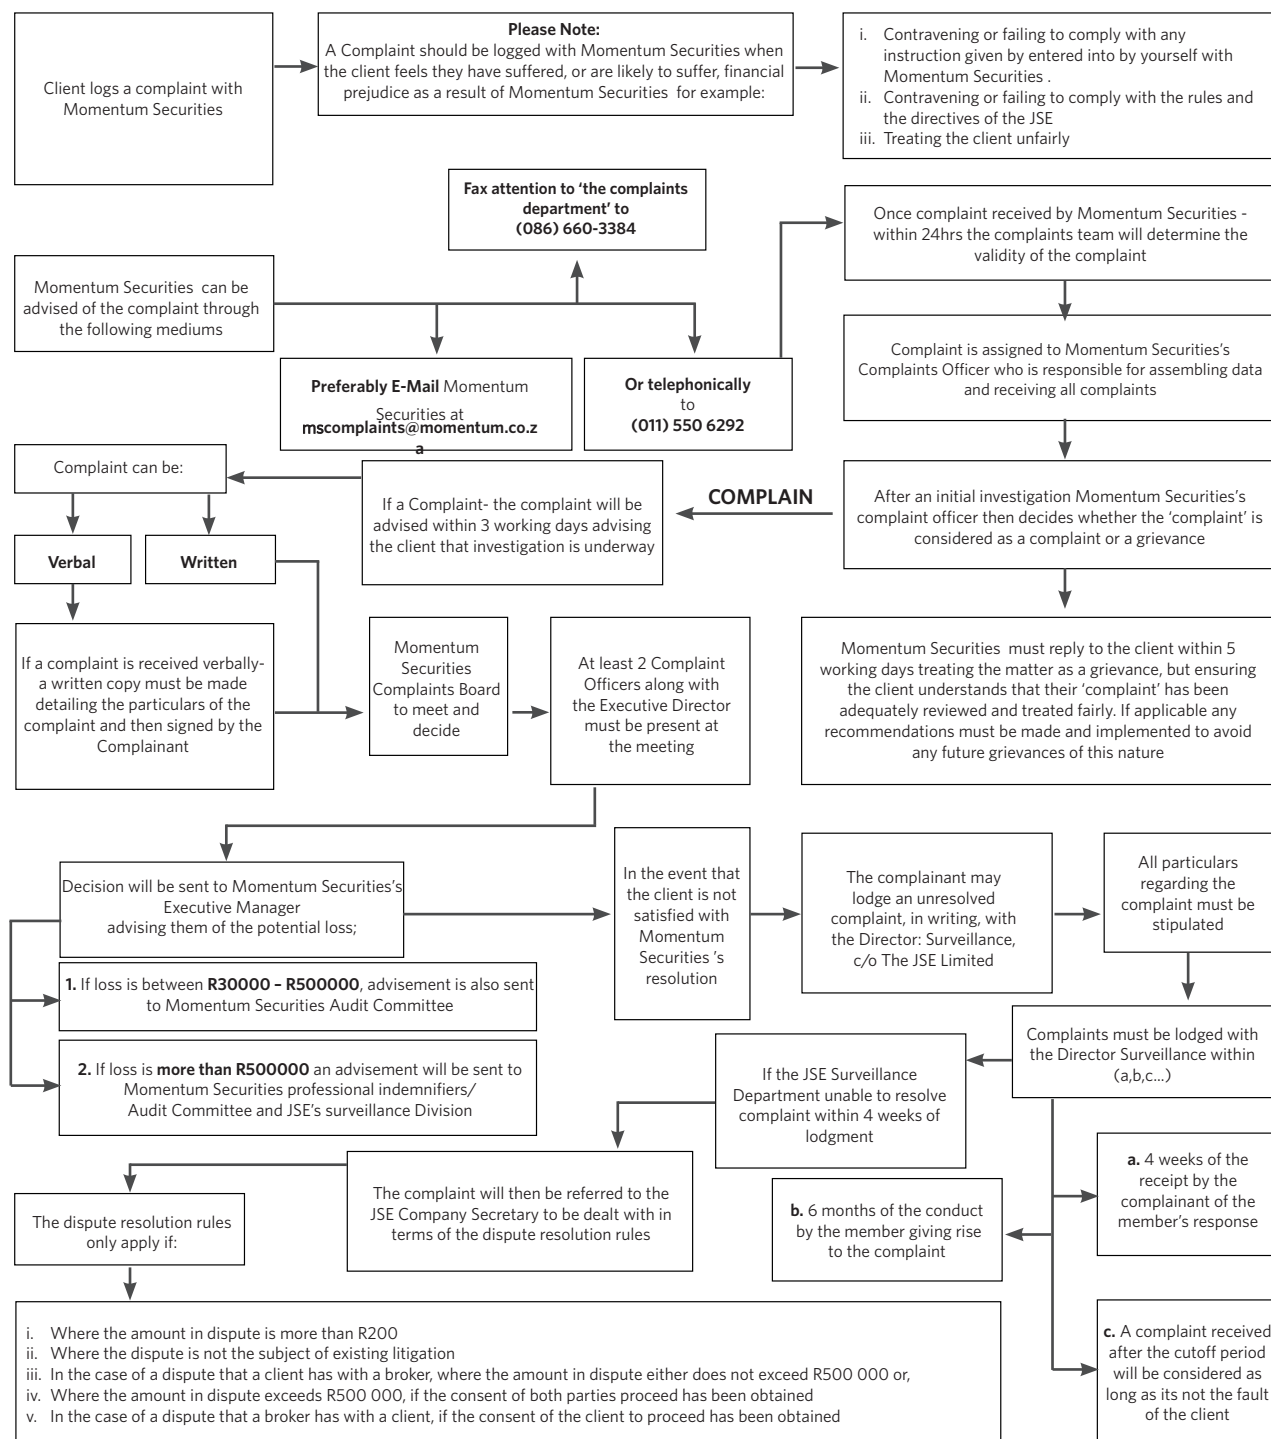 Client logs a complaint with
Momentum Securities
Please Note:
A Complaint should be logged with Momentum Securities when
the client feels they have suffered, or are likely to suffer, financial
prejudice as a result of Momentum Securities for example:
i. Contravening or failing to comply with any
instruction given by entered into by yourself with
Momentum Securities .
ii. Contravening or failing to comply with the rules and
the directives of the JSE
iii. Treating the client unfairly
Momentum Securities can be
advised of the complaint through
the following mediums
Fax attention to ‘the complaints
department’ to
(086) 660-3384
Preferably E-Mail Momentum
Securities at
mscomplaints@momentum.co.z
a
Or telephonically
to
(011) 550 6292
Once complaint received by Momentum Securities -
within 24hrs the complaints team will determine the
validity of the complaint
Complaint is assigned to Momentum Securities's
Complaints Officer who is responsible for assembling data
and receiving all complaints
After an initial investigation Momentum Securities's
complaint officer then decides whether the ‘complaint’ is
considered as a complaint or a grievance
COMPLAIN
If a Complaint- the complaint will be
advised within 3 working days advising
the client that investigation is underway
Complaint can be:
Verbal
Written
If a complaint is received verbally-
a written copy must be made
detailing the particulars of the
complaint and then signed by the
Complainant
Momentum
Securities
Complaints Board
to meet and
decide
At least 2 Complaint
Officers along with
the Executive Director
must be present at
the meeting
Momentum Securities must reply to the client within 5
working days treating the matter as a grievance, but ensuring
the client understands that their ‘complaint’ has been
adequately reviewed and treated fairly. If applicable any
recommendations must be made and implemented to avoid
any future grievances of this nature
Decision will be sent to Momentum Securities's
Executive Manager
advising them of the potential loss;
1. If loss is between R30000 – R500000, advisement is also sent
to Momentum Securities Audit Committee
2. If loss is more than R500000 an advisement will be sent to
Momentum Securities professional indemnifiers/
Audit Committee and JSE’s surveillance Division
In the event that
the client is not
satisfied with
Momentum
Securities 's
resolution
The complainant may
lodge an unresolved
complaint, in writing, with
the Director: Surveillance,
c/o The JSE Limited
All particulars
regarding the
complaint must be
stipulated
Complaints must be lodged with
the Director Surveillance within
(a,b,c...)
a. 4 weeks of the
receipt by the
complainant of the
member’s response
b. 6 months of the conduct
by the member giving rise
to the complaint
c. A complaint received
after the cutoff period
will be considered as
long as its not the fault
of the client
If the JSE Surveillance
Department unable to resolve
complaint within 4 weeks of
lodgment
The complaint will then be referred to the
JSE Company Secretary to be dealt with in
terms of the dispute resolution rules
The dispute resolution rules
only apply if:
i. Where the amount in dispute is more than R200
ii. Where the dispute is not the subject of existing litigation
iii. In the case of a dispute that a client has with a broker, where the amount in dispute either does not exceed R500 000 or,
iv. Where the amount in dispute exceeds R500 000, if the consent of both parties proceed has been obtained
v. In the case of a dispute that a broker has with a client, if the consent of the client to proceed has been obtained